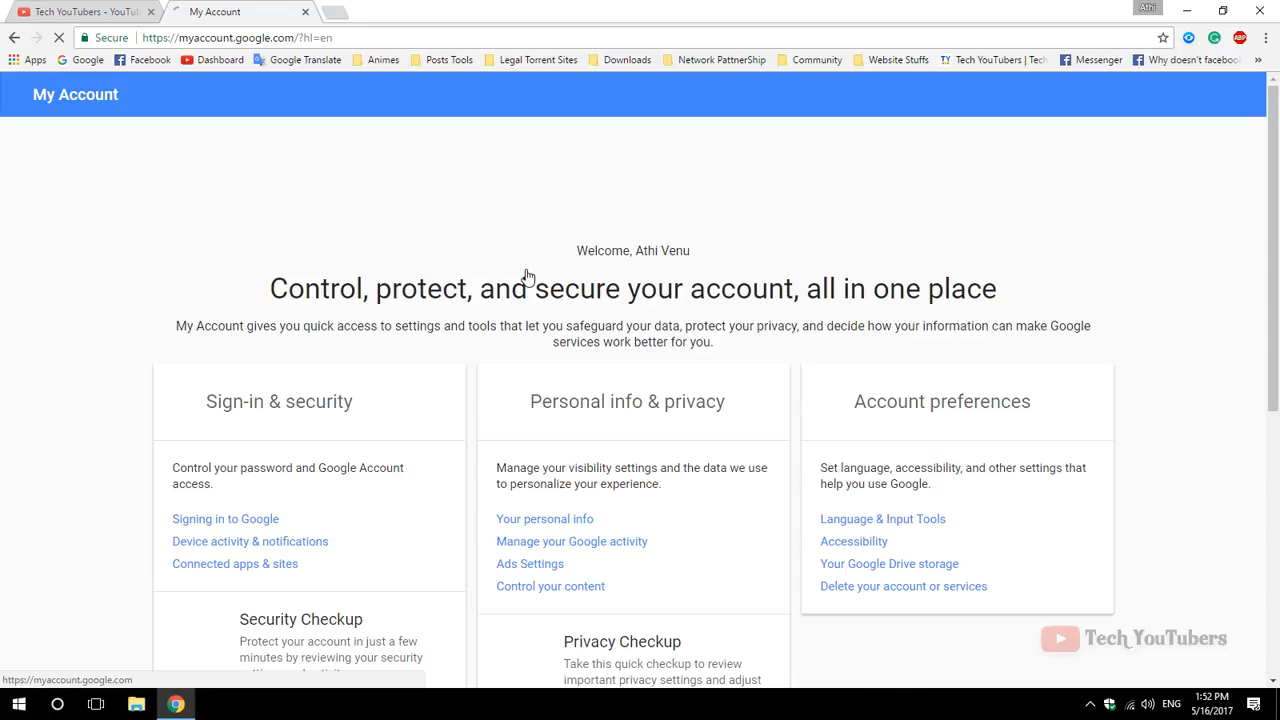 Tech YouTubers - YouTub
My Account
Athi
Secure
https://myaccount.google.com/?hl=en
Apps
Google
Facebook
Dashboard
Google Translate
Animes
Posts Tools
Legal Torrent Sites
Downloads
Network PattnerShip
Community
Website Stuffs
Tech YouTubers | Tech
Messenger
Why doesn't facebook
»
My Account
Welcome, Athi Venu
Control, protect, and secure your account, all in one place
My Account gives you quick access to settings and tools that let you safeguard your data, protect your privacy, and decide how your information can make Google
services work better for you.
Sign-in & security
Control your password and Google Account
access.
Signing in to Google
Device activity & notifications
Connected apps & sites
Security Checkup
Protect your account in just a few
minutes by reviewing your security
Personal info & privacy
Manage your visibility settings and the data we use
to personalize your experience.
Your personal info
Manage your Google activity
Ads Settings
Control your content
Privacy Checkup
Take this quick checkup to review
important privacy settings and adjust
Account preferences
Set language, accessibility, and other settings that
help you use Google.
Language & Input Tools
Accessibility
Your Google Drive storage
Delete your account or services
Tech YouTubers
https://myaccount.google.com
ENG
1:52 PM
5/16/2017